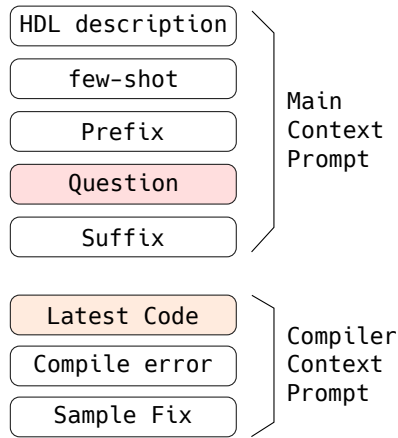 HDL description
few-shot
Prefix
Question
Suffix
Main
Context
Prompt
Latest Code
Compile error
Sample Fix
Compiler
Context
Prompt